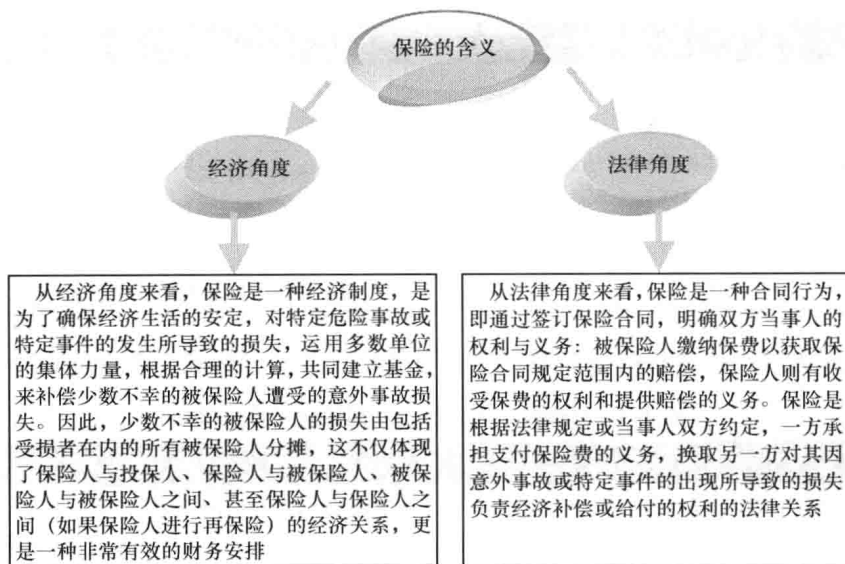 保险的含义
经济角度
法律角度
从经济角度来看，保险是一种经济制度，是
为了确保经济生活的安定，对特定危险事故或
特定事件的发生所导致的损失，运用多数单位
的集体力量，根据合理的计算，共同建立基金，
来补偿少数不幸的被保险人遭受的意外事故损
失。因此，少数不幸的被保险人的损失由包括
受损者在内的所有被保险人分摊，这不仅体现
了保险人与投保人、保险人与被保险人、被保
险人与被保险人之间、甚至保险人与保险人之
间（如果保险人进行再保险）的经济关系，更
是一种非常有效的财务安排
从法律角度来看，保险是一种合同行为，
即通过签订保险合同，明确双方当事人的
权利与义务：被保险人缴纳保费以获取保
险合同规定范围内的赔偿，保险人则有收
受保费的权利和提供赔偿的义务。保险是
根据法律规定或当事人双方约定，一方承
担支付保险费的义务，换取另一方对其因
意外事故或特定事件的出现所导致的损失
负责经济补偿或给付的权利的法律关系